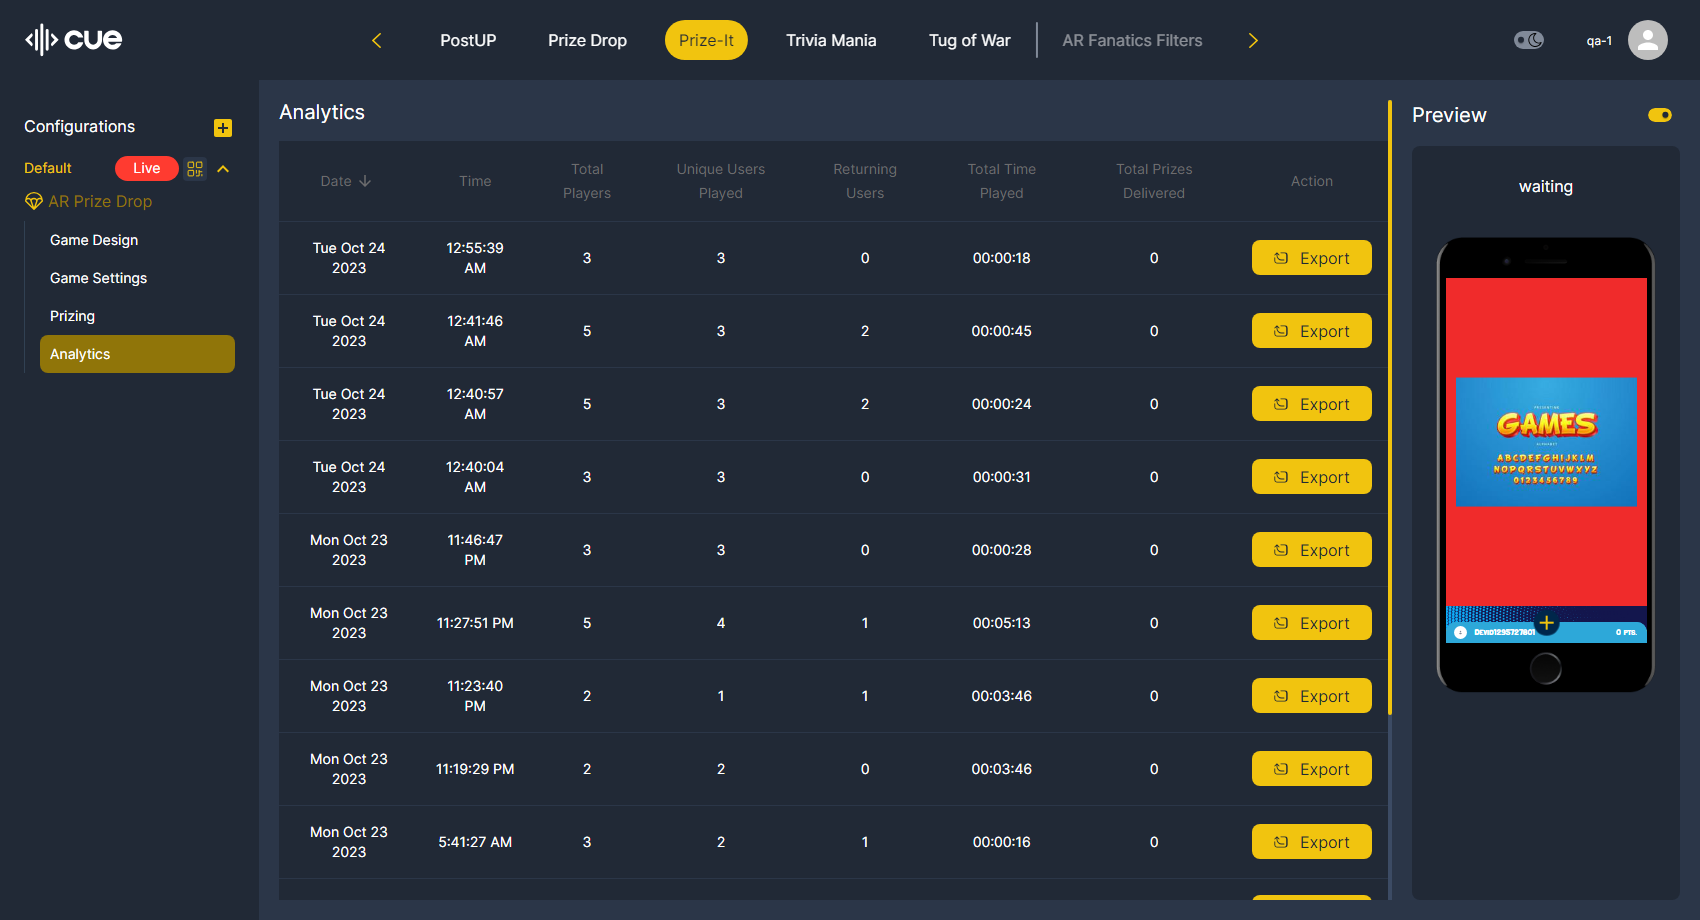 cue
PostUP
Prize Drop
Prize-It
Trivia Mania
Tug of War
AR Fanatics Filters
qa-1
Configurations
Default
Live
AR Prize Drop
Game Design
Game Settings
Prizing
Analytics
Analytics
Date
Time
Total
Players
Unique Users
Played
Returning
Users
Total Time
Played
Total Prizes
Delivered
Action
Tue Oct 24
2023
12:55:39
AM
3
3
0
00:00:18
0
Export
Tue Oct 24
2023
12:41:46
AM
5
3
2
00:00:45
0
Export
Tue Oct 24
2023
12:40:57
AM
5
3
2
00:00:24
0
Export
Tue Oct 24
2023
12:40:04
AM
3
3
0
00:00:31
0
Export
Mon Oct 23
2023
11:46:47
PM
3
3
0
00:00:28
0
Export
Mon Oct 23
2023
11:27:51 PM
5
4
1
00:05:13
0
Export
Mon Oct 23
2023
11:23:40
PM
2
1
1
00:03:46
0
Export
Mon Oct 23
2023
11:19:29 PM
2
2
0
00:03:46
0
Export
Mon Oct 23
2023
5:41:27 AM
3
2
1
00:00:16
0
Export
Preview
waiting
PRESENTING
GAMES
ALPHABET
ABCDEFGHIJKLM
NOPQRSTUVWXYZ
0123456789
0 PTS.